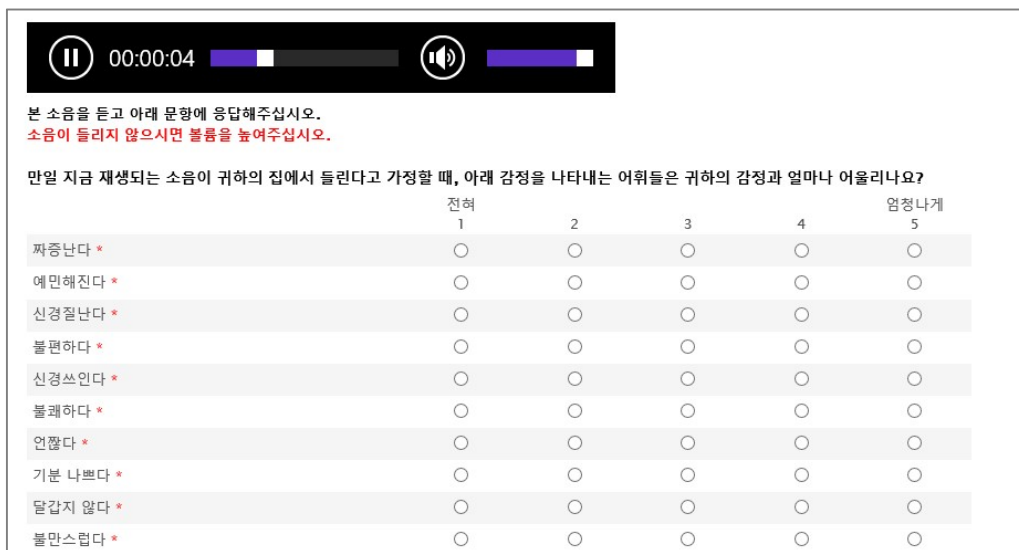 00:00:04
본 소음을 듣고 아래 문항에 응답해주십시오.
소음이 들리지 않으시면 볼륨을 높여주십시오.
만일 지금 재생되는 소음이 귀하의 집에서 들린다고 가정할 때, 아래 감정을 나타내는 어휘들은 귀하의 감정과 얼마나 어울리나요?
전혀 엄청나게
1 2 3 4 5
짜증난다 *
예민해진다 *
신경질난다 *
불편하다 *
신경쓰인다 *
불쾌하다 *
언짢다 *
기분 나쁘다 *
달갑지 않다 *
불만스럽다 *